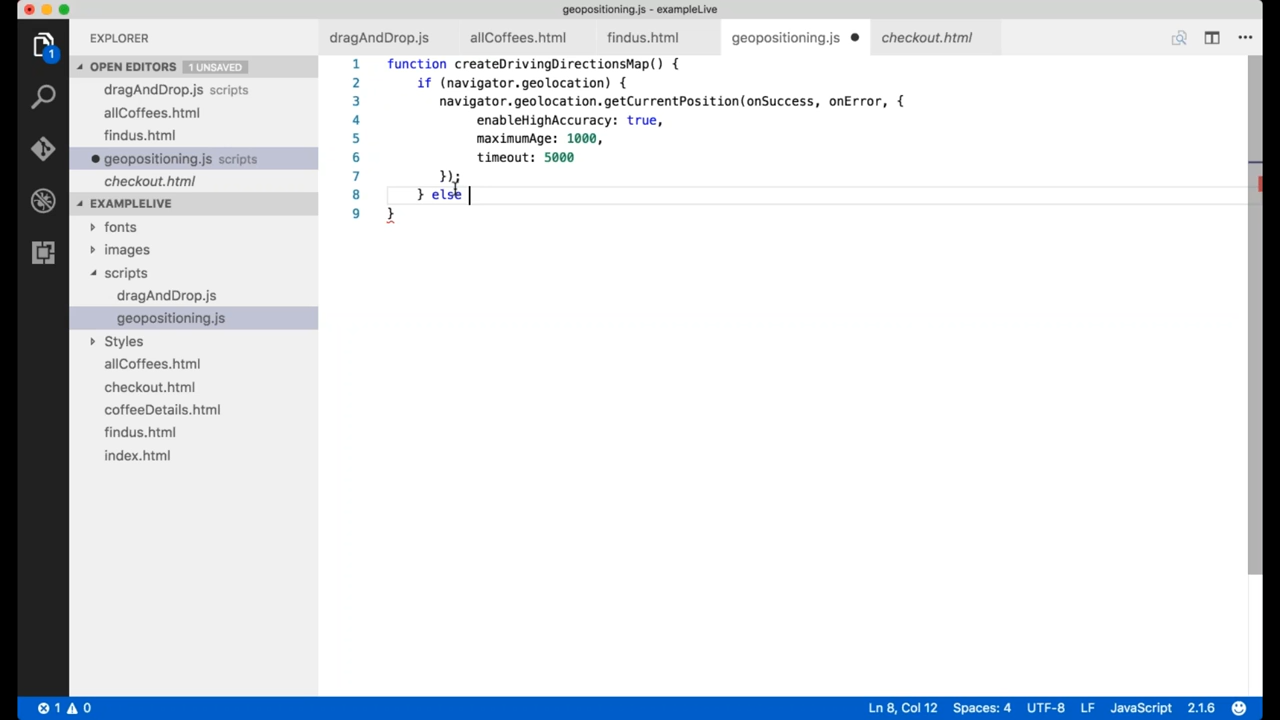 geopositioning.js - exampleLive
EXPLORER
OPEN EDITORS 1 UNSAVED
dragAndDrop.js scripts
allCoffees.html
findus.html
geopositioning.js scripts
checkout.html
EXAMPLELIVE
fonts
images
scripts
dragAndDrop.js
geopositioning.js
Styles
allCoffees.html
checkout.html
coffeeDetails.html
findus.html
index.html
1
dragAndDrop.js allCoffees.html findus.html geopositioning.js checkout.html
1 function createDrivingDirectionsMap() {
2 if (navigator.geolocation) {
3 navigator.geolocation.getCurrentPosition(onSuccess, onError, {
4 enableHighAccuracy: true,
5 maximumAge: 1000,
6 timeout: 5000
7 });
8 } else
9 }
1 0 Ln 8, Col 12 Spaces: 4 UTF-8 LF JavaScript 2.1.6